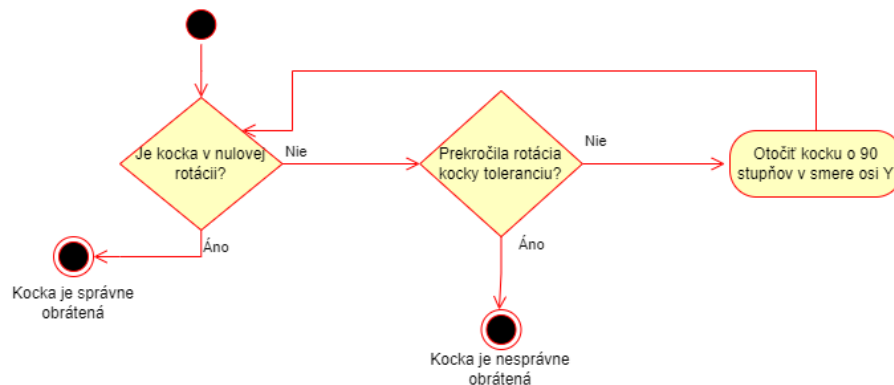 Je kocka v nulovej
rotácii?
Nie
Prekročila rotácia
kocky toleranciu?
Nie
Otočiť kocku o 90
stupňov v smere osi Y
Áno
Kocka je správne
obrátená
Áno
Kocka je nesprávne
obrátená